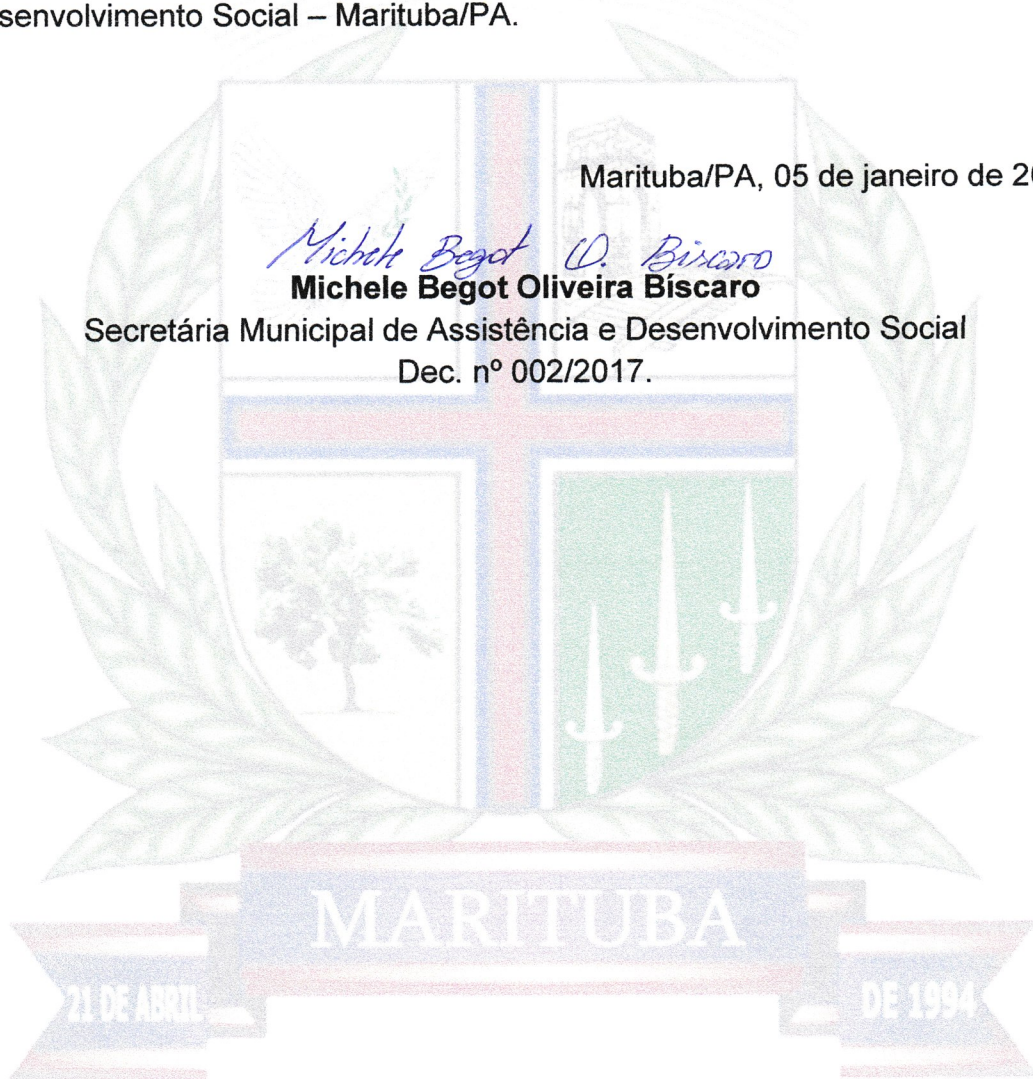 senvolvimento Social – Marituba/PA.
Marituba/PA, 05 de janeiro de 20
Michele Begot O. Biscaro
Michele Begot Oliveira Bíscaro
Secretária Municipal de Assistência e Desenvolvimento Social
Dec. nº 002/2017.
MARITUBA
21 DE ABRIL
DE 1994